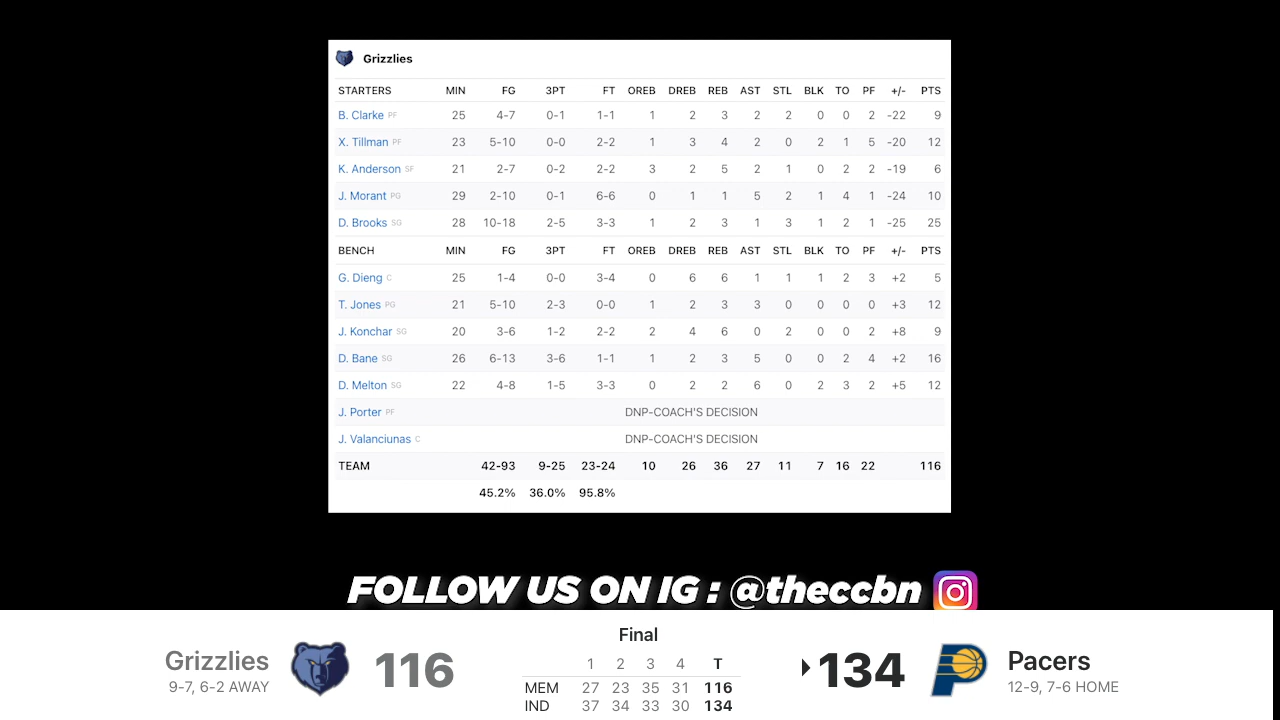 Grizzlies
STARTERS MIN FG 3PT FT OREB DREB REB AST STL BLK TO PF +/- PTS
B. Clarke PF 25 4-7 0-1 1-1 1 2 3 2 2 0 0 2 -22 9
X. Tillman PF 23 5-10 0-0 2-2 1 3 4 2 0 2 1 5 -20 12
K. Anderson SF 21 2-7 0-2 2-2 3 2 5 2 1 0 2 2 -19 6
J. Morant PG 29 2-10 0-1 6-6 0 1 1 5 2 1 4 1 -24 10
D. Brooks SG 28 10-18 2-5 3-3 1 2 3 1 3 1 2 1 -25 25
BENCH MIN FG 3PT FT OREB DREB REB AST STL BLK TO PF +/- PTS
G. Dieng C 25 1-4 0-0 3-4 0 6 6 1 1 1 2 3 +2 5
T. Jones PG 21 5-10 2-3 0-0 1 2 3 3 0 0 0 0 +3 12
J. Konchar SG 20 3-6 1-2 2-2 2 4 6 0 2 0 0 2 +8 9
D. Bane SG 26 6-13 3-6 1-1 1 2 3 5 0 0 2 4 +2 16
D. Melton SG 22 4-8 1-5 3-3 0 2 2 6 0 2 3 2 +5 12
J. Porter PF DNP-COACH'S DECISION
J. Valanciunas C DNP-COACH'S DECISION
TEAM 42-93 9-25 23-24 10 26 36 27 11 7 16 22 116
45.2% 36.0% 95.8%
FOLLOW US ON IG : @theccbn
Final
Grizzlies 116 1 2 3 4 T 134 Pacers
9-7, 6-2 AWAY MEM 27 23 35 31 116 12-9, 7-6 HOME
IND 37 34 33 30 134